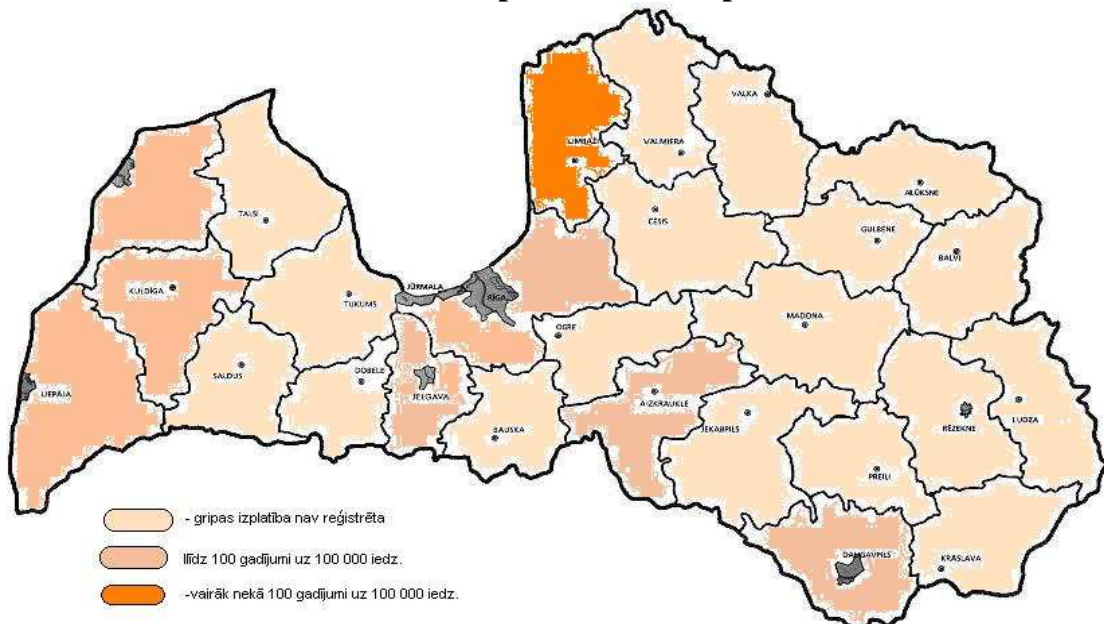 VALKA
LIMBAŽI
VALMIERA
ALŪKSNE
TALSI
CĒSIS
GULBENE
BALVI
KULDĪGA
JŪRMALA
RĪGA
TUKUMS
OGRE
MADONA
SALDUS
DOBELE
JELGAVA
LIEPĀJA
AIZKRAUKLE
LUDZA
BAUSKA
JĒKABPILS
RĒZEKNE
PREIĻI
DAUGAVPILS
KRĀSLAVA
- gripas izplatība nav reģistrēta
līdz 100 gadījumi uz 100 000 iedz.
-vairāk nekā 100 gadījumi uz 100 000 iedz.